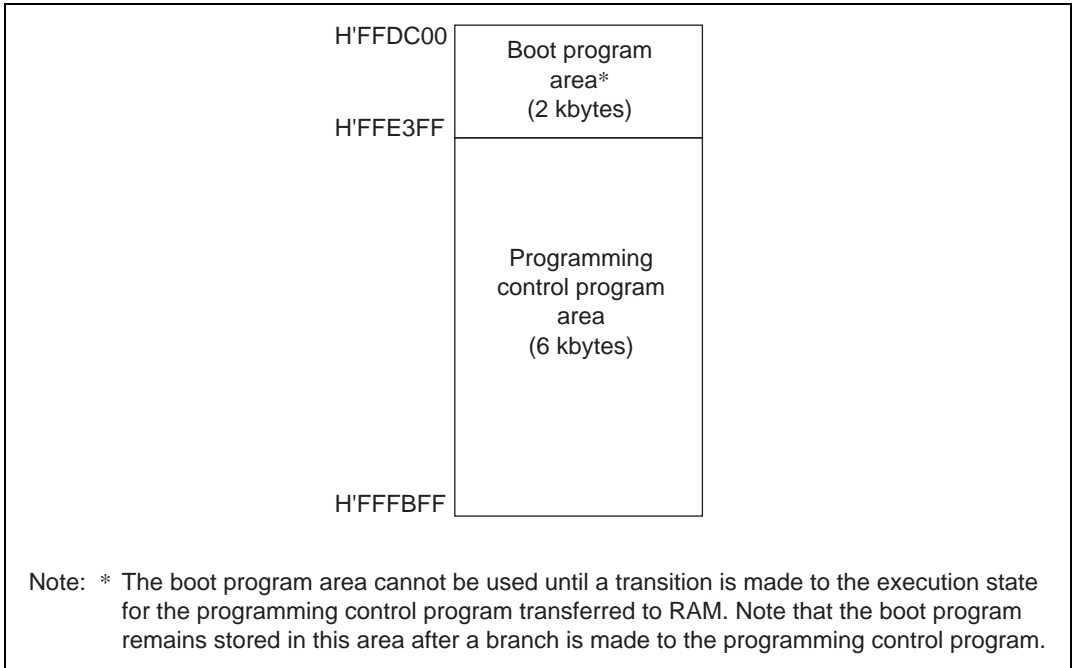 H'FFDC00
Boot program
area*
(2 kbytes)
H'FFE3FF
Programming
control program
area
(6 kbytes)
H'FFFBFF
Note: * The boot program area cannot be used until a transition is made to the execution state
for the programming control program transferred to RAM. Note that the boot program
remains stored in this area after a branch is made to the programming control program.